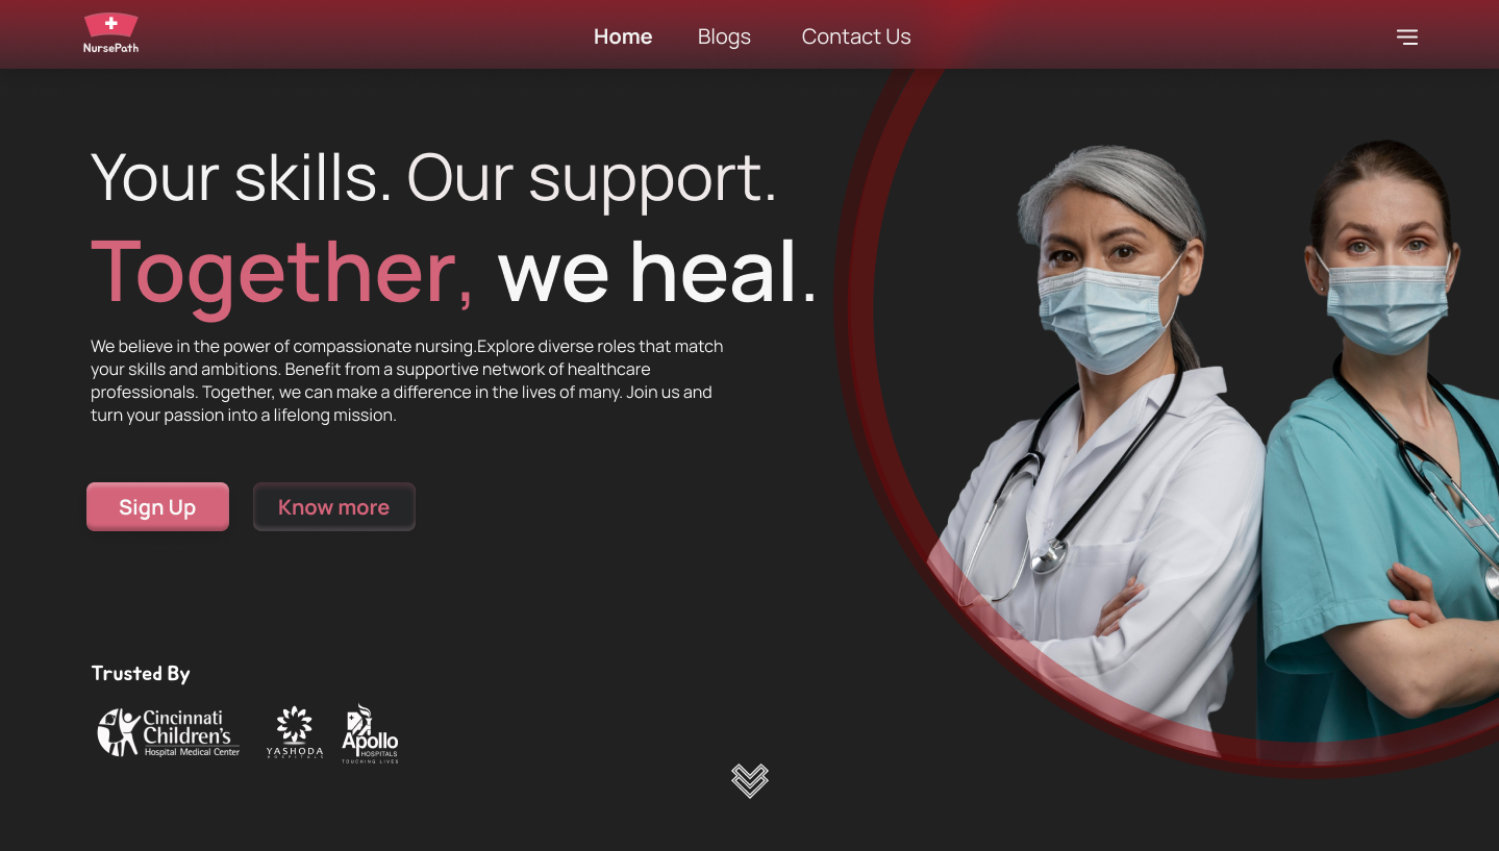 NursePath
Home
Blogs
Contact Us
Your skills. Our support.
Together, we heal.
We believe in the power of compassionate nursing.Explore diverse roles that match
your skills and ambitions. Benefit from a supportive network of healthcare
professionals. Together, we can make a difference in the lives of many. Join us and
turn your passion into a lifelong mission.
Sign Up
Know more
Trusted By
Cincinnati
Children's
Hospital Medical Center
YASHODA
HOSPITALS
Apollo
HOSPITALS
TOUCHING LIVES